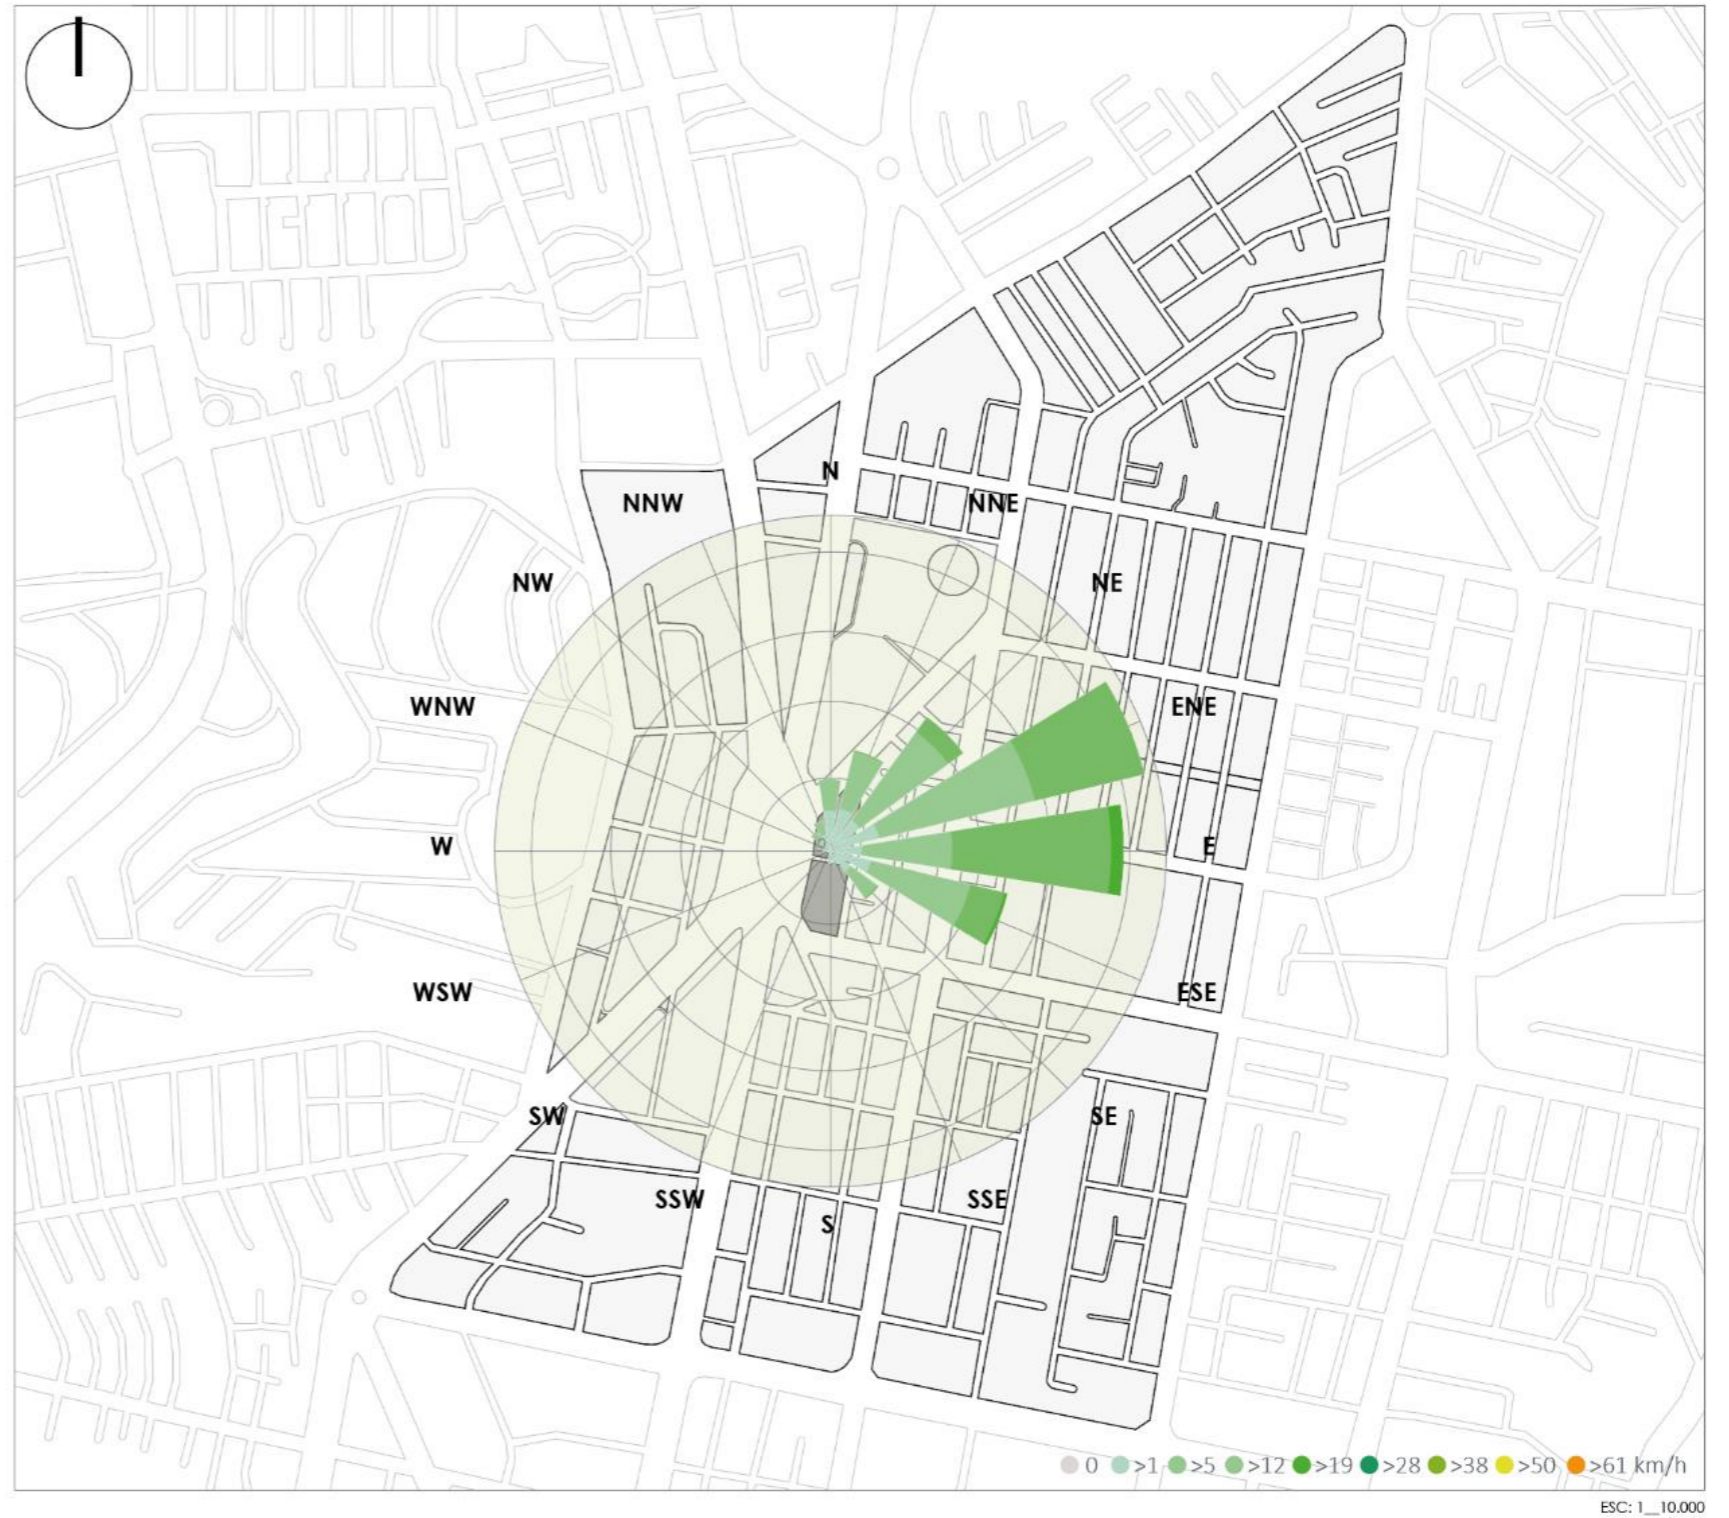 N
NNW
NNE
NW
NE
WNW
ENE
W
E
WSW
ESE
SW
SE
SSW
SSE
S
0 >1 >5 >12 >19 >28 >38 >50 >61 km/h
ESC: 1__10.000